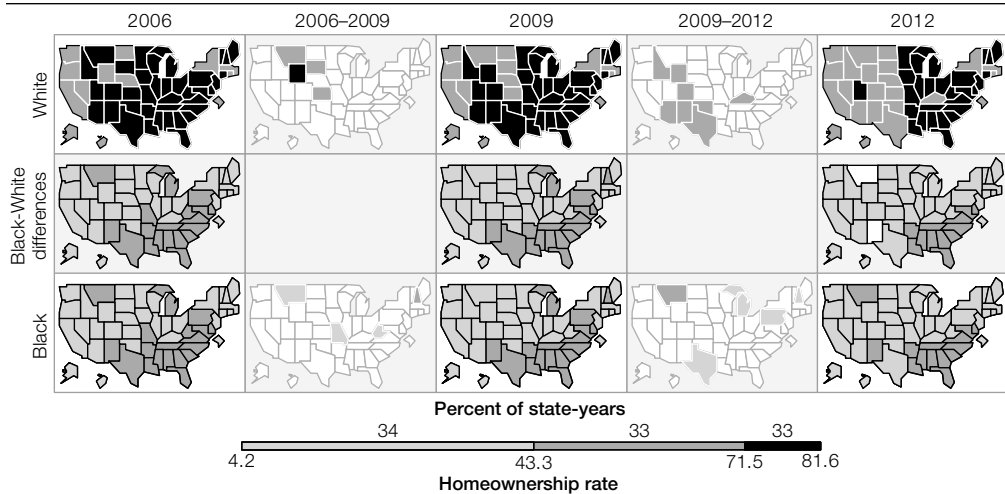 2006 2006–2009 2009 2009–2012 2012
White
Black-White
differences
Black
Percent of state-years
34 33 33
4.2 43.3 71.5 81.6
Homeownership rate